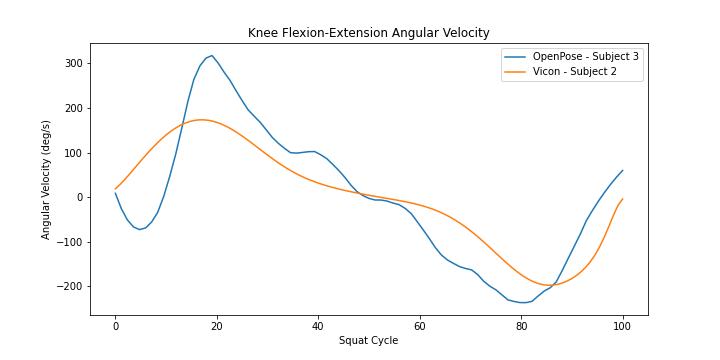 Knee Flexion-Extension Angular Velocity
OpenPose - Subject 3
Vicon - Subject 2
Angular Velocity (deg/s)
300
200
100
0
−100
−200
0
20
40
60
80
100
Squat Cycle